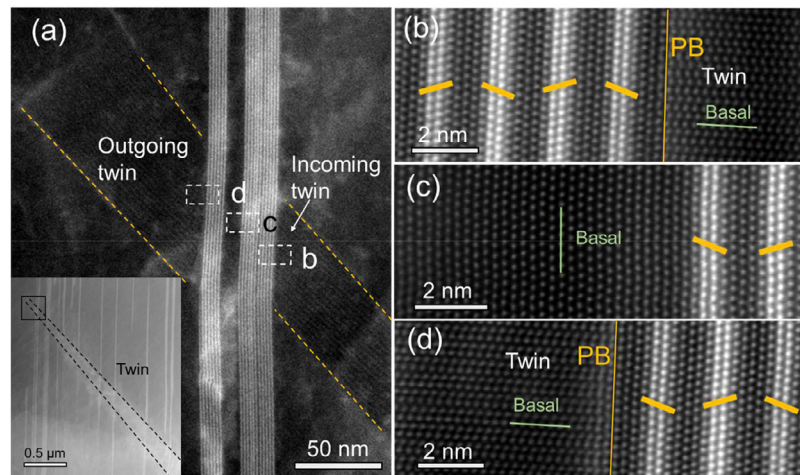 (a)
Outgoing
twin
Incoming
twin
d
c
b
Twin
0.5 μm
50 nm
(b)
PB
Twin
Basal
2 nm
(c)
Basal
2 nm
(d)
PB
Twin
Basal
2 nm